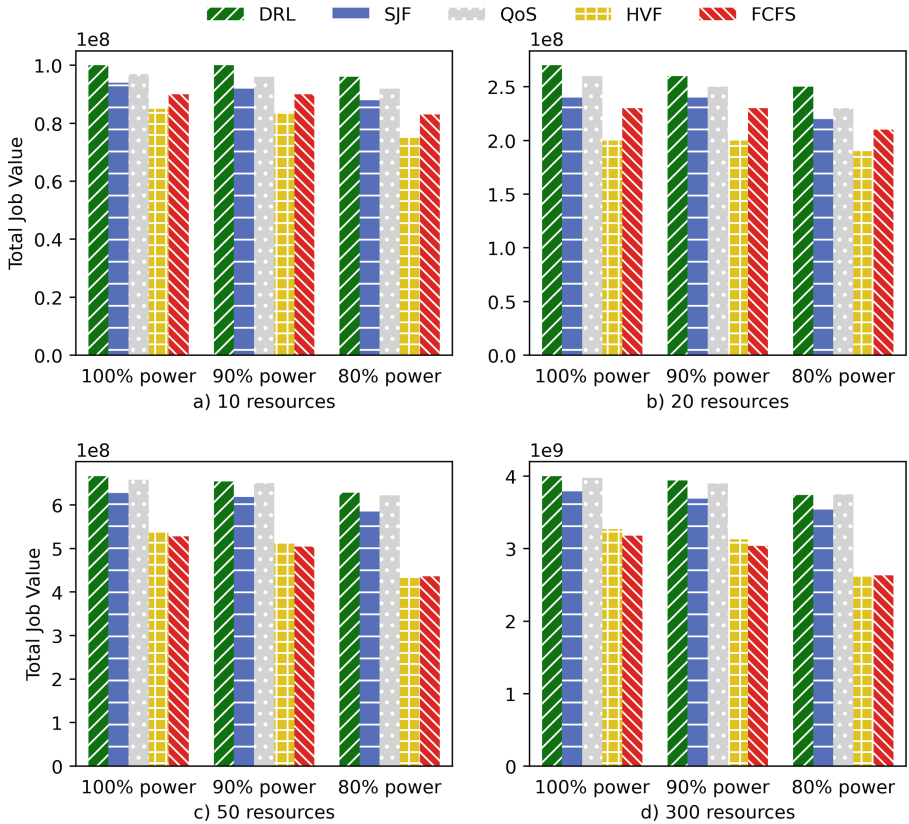 DRL SJF QoS HVF FCFS
1e8
1.0
0.8
0.6
0.4
0.2
0.0
Total Job Value
100% power 90% power 80% power
a) 10 resources
1e8
2.5
2.0
1.5
1.0
0.5
0.0
100% power 90% power 80% power
b) 20 resources
1e8
6
5
4
3
2
1
0
Total Job Value
100% power 90% power 80% power
c) 50 resources
1e9
4
3
2
1
0
100% power 90% power 80% power
d) 300 resources